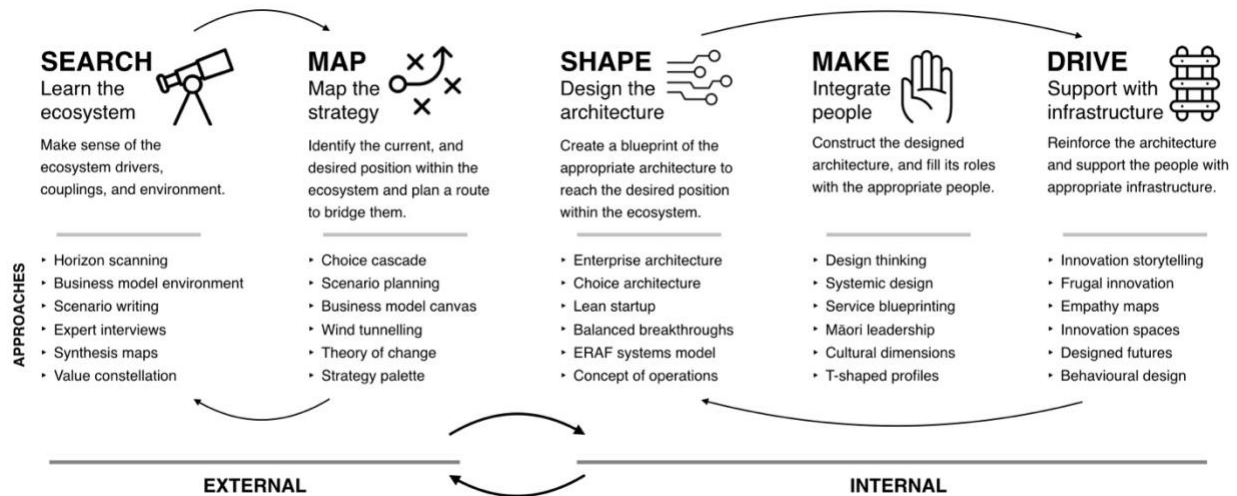 SEARCH
Learn the
ecosystem
Make sense of the
ecosystem drivers,
couplings, and environment.
MAP
Map the
strategy
Identify the current, and
desired position within the
ecosystem and plan a route
to bridge them.
SHAPE
Design the
architecture
Create a blueprint of the
appropriate architecture to
reach the desired position
within the ecosystem.
MAKE
Integrate
people
Construct the designed
architecture, and fill its roles
with the appropriate people.
DRIVE
Support with
infrastructure
Reinforce the architecture
and support the people with
appropriate infrastructure.
APPROACHES
‣ Horizon scanning
‣ Business model environment
‣ Scenario writing
‣ Expert interviews
‣ Synthesis maps
‣ Value constellation
‣ Choice cascade
‣ Scenario planning
‣ Business model canvas
‣ Wind tunnelling
‣ Theory of change
‣ Strategy palette
‣ Enterprise architecture
‣ Choice architecture
‣ Lean startup
‣ Balanced breakthroughs
‣ ERAF systems model
‣ Concept of operations
‣ Design thinking
‣ Systemic design
‣ Service blueprinting
‣ Māori leadership
‣ Cultural dimensions
‣ T-shaped profiles
‣ Innovation storytelling
‣ Frugal innovation
‣ Empathy maps
‣ Innovation spaces
‣ Designed futures
‣ Behavioural design
EXTERNAL
INTERNAL